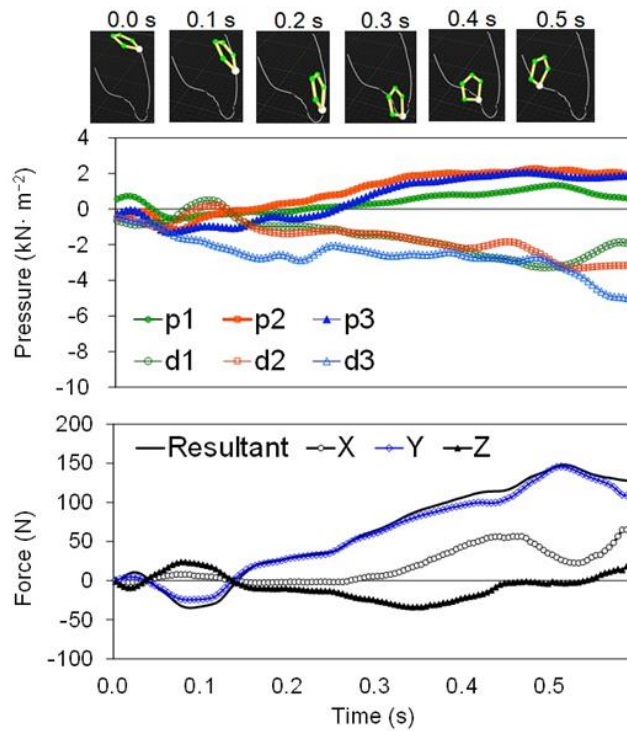 0.0 s 0.1 s 0.2 s 0.3 s 0.4 s 0.5 s
4
2
0
-2
-4
-6
-8
-10
Pressure (kN· m⁻²)
p1 p2 p3
d1 d2 d3
200
150
100
50
0
-50
-100
Force (N)
Resultant X Y Z
0.0 0.1 0.2 0.3 0.4 0.5
Time (s)